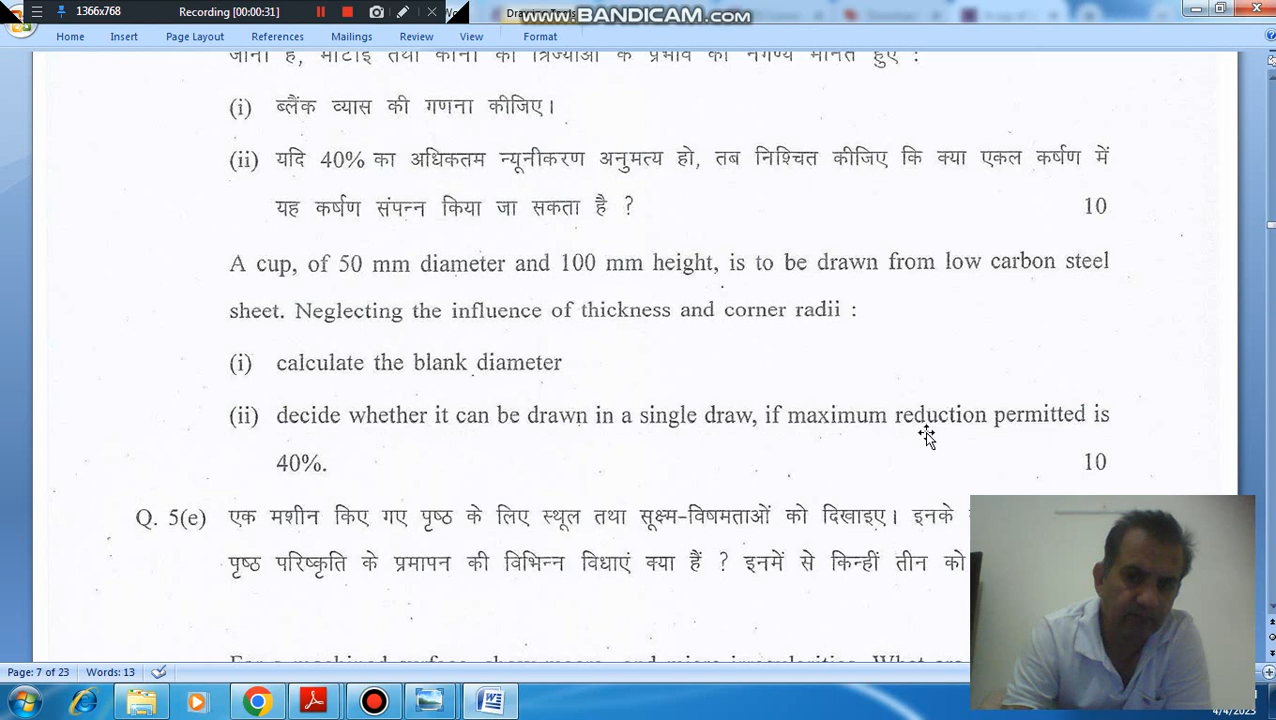 1366x768
Recording [00:00:31]
www.BANDICAM.com
Home Insert Page Layout References Mailings Review View Format
(i) ब्लैंक व्यास की गणना कीजिए।
(ii) यदि 40% का अधिकतम न्यूनीकरण अनुमत्य हो, तब निश्चित कीजिए कि क्या एकल कर्षण में
यह कर्षण संपन्न किया जा सकता है ? 10
A cup, of 50 mm diameter and 100 mm height, is to be drawn from low carbon steel
sheet. Neglecting the influence of thickness and corner radii :
(i) calculate the blank diameter
(ii) decide whether it can be drawn in a single draw, if maximum reduction permitted is
40%. 10
Q. 5(e) एक मशीन किए गए पृष्ठ के लिए स्थूल तथा सूक्ष्म-विषमताओं को दिखाइए। इनके
पृष्ठ परिष्कृति के प्रमापन की विभिन्न विधाएं क्या हैं ? इनमें से किन्हीं तीन को
Page: 7 of 23 Words: 13
4/4/2023